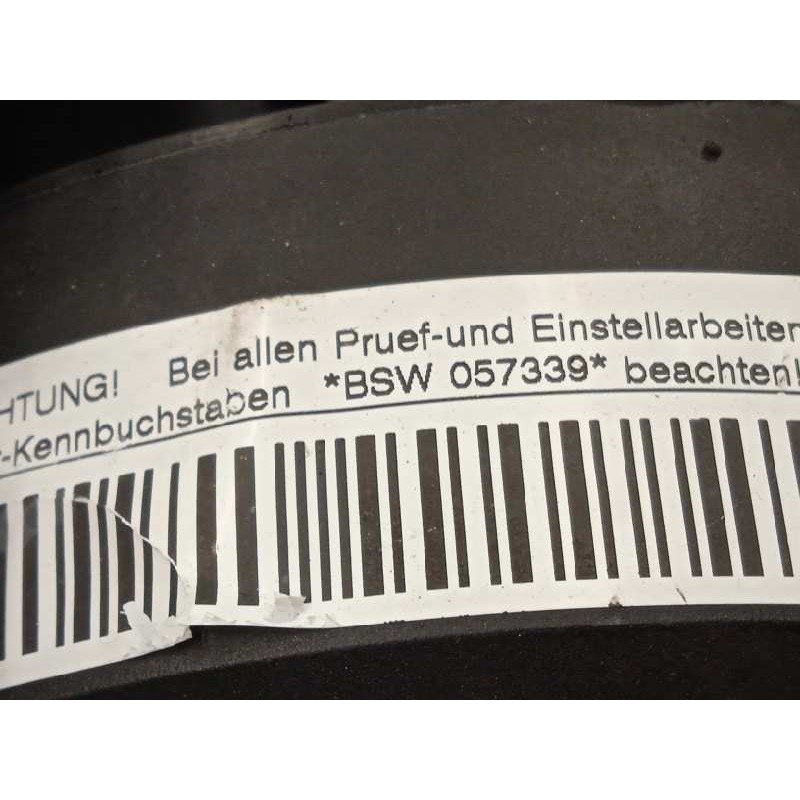 HTUNG! Bei allen Pruef-und Einstellarbeiten
-Kennbuchstaben *BSW 057339* beachten!